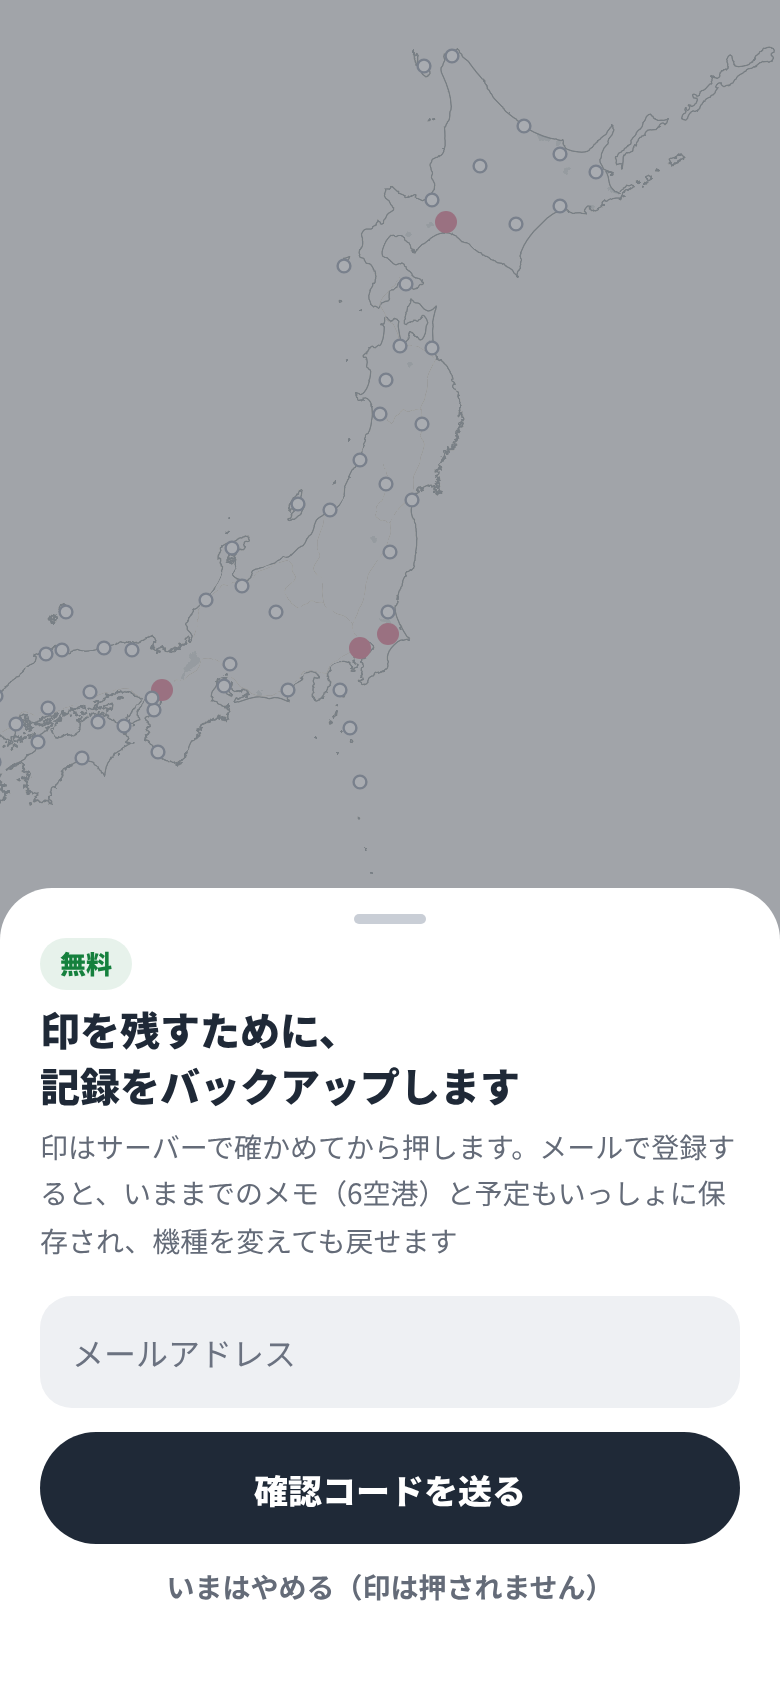 無料
印を残すために、
記録をバックアップします
印はサーバーで確かめてから押します。メールで登録す
ると、いままでのメモ（6空港）と予定もいっしょに保
存され、機種を変えても戻せます
メールアドレス
確認コードを送る
いまはやめる（印は押されません）